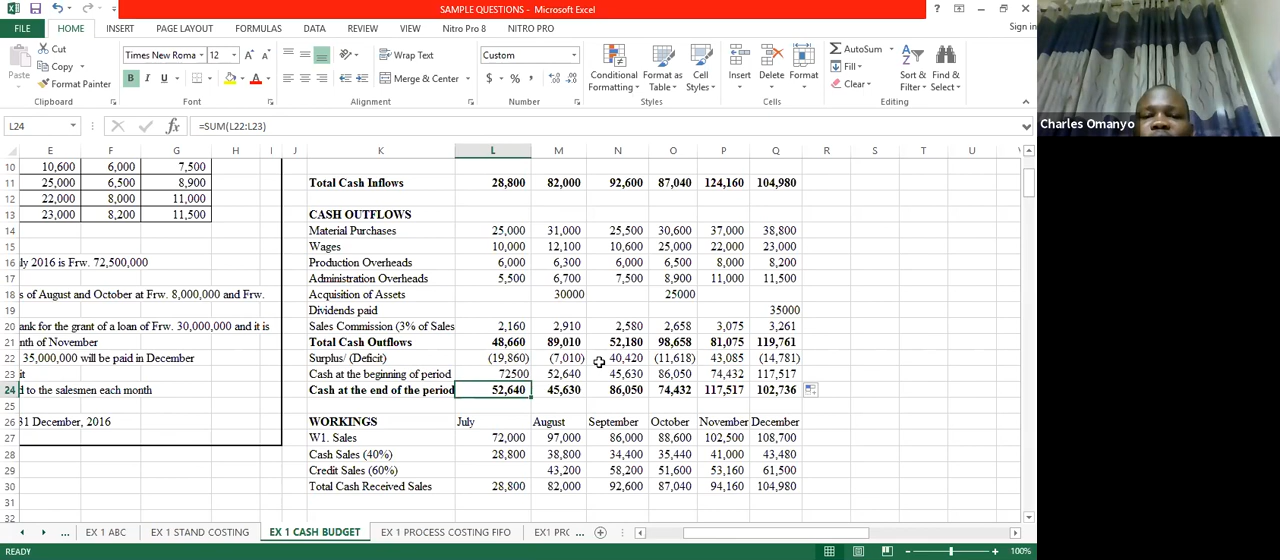 SAMPLE QUESTIONS - Microsoft Excel
Sign in
FILE HOME INSERT PAGE LAYOUT FORMULAS DATA REVIEW VIEW Nitro Pro 8 NITRO PRO
Cut
Copy
Format Painter
Paste
Clipboard
Times New Roma 12
B I U
Font
Wrap Text
Merge & Center
Alignment
Custom
$ % ,
Number
Conditional Formatting
Format as Table
Cell Styles
Styles
Insert Delete Format
Cells
AutoSum
Fill
Clear
Sort & Filter
Find & Select
Editing
Charles Omanyo
L24 fx =SUM(L22:L23)
E F G H I J K L M N O P Q R S T U
10 10,600 6,000 7,500
11 25,000 6,500 8,900 Total Cash Inflows 28,800 82,000 92,600 87,040 124,160 104,980
12 22,000 8,000 11,000
13 23,000 8,200 11,500 CASH OUTFLOWS
14 Material Purchases 25,000 31,000 25,500 30,600 37,000 38,800
15 Wages 10,000 12,100 10,600 25,000 22,000 23,000
16 ly 2016 is Frw. 72,500,000 Production Overheads 6,000 6,300 6,000 6,500 8,000 8,200
17 Administration Overheads 5,500 6,700 7,500 8,900 11,000 11,500
18 s of August and October at Frw. 8,000,000 and Frw. Acquisition of Assets 30000 25000
19 Dividends paid 35000
20 ank for the grant of a loan of Frw. 30,000,000 and it is Sales Commission (3% of Sales 2,160 2,910 2,580 2,658 3,075 3,261
21 nth of November Total Cash Outflows 48,660 89,010 52,180 98,658 81,075 119,761
22 35,000,000 will be paid in December Surplus/ (Deficit) (19,860) (7,010) 40,420 (11,618) 43,085 (14,781)
23 it Cash at the beginning of period 72500 52,640 45,630 86,050 74,432 117,517
24 d to the salesmen each month Cash at the end of the period 52,640 45,630 86,050 74,432 117,517 102,736
25
26 31 December, 2016 WORKINGS July August September October November December
27 W1. Sales 72,000 97,000 86,000 88,600 102,500 108,700
28 Cash Sales (40%) 28,800 38,800 34,400 35,440 41,000 43,480
29 Credit Sales (60%) 43,200 58,200 51,600 53,160 61,500
30 Total Cash Received Sales 28,800 82,000 92,600 87,040 94,160 104,980
31
32
... EX 1 ABC EX 1 STAND COSTING EX 1 CASH BUDGET EX 1 PROCESS COSTING FIFO EX1 PRC ...
READY 100%